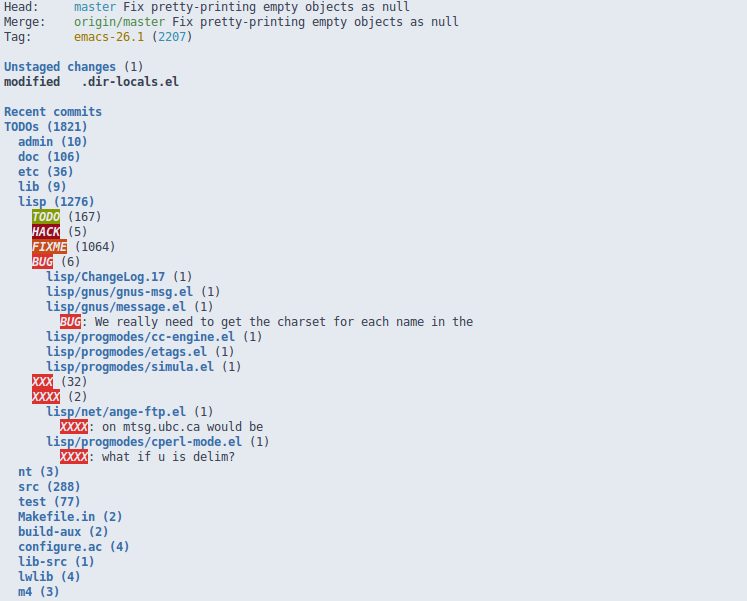 Head:     master Fix pretty-printing empty objects as null
Merge:    origin/master Fix pretty-printing empty objects as null
Tag:      emacs-26.1 (2207)

Unstaged changes (1)
modified   .dir-locals.el

Recent commits
TODOs (1821)
  admin (10)
  doc (106)
  etc (36)
  lib (9)
  lisp (1276)
    TODO (167)
    HACK (5)
    FIXME (1064)
    BUG (6)
      lisp/ChangeLog.17 (1)
      lisp/gnus/gnus-msg.el (1)
      lisp/gnus/message.el (1)
        BUG: We really need to get the charset for each name in the
      lisp/progmodes/cc-engine.el (1)
      lisp/progmodes/etags.el (1)
      lisp/progmodes/simula.el (1)
    XXX (32)
    XXXX (2)
      lisp/net/ange-ftp.el (1)
        XXXX: on mtsg.ubc.ca would be
      lisp/progmodes/cperl-mode.el (1)
        XXXX: what if u is delim?
  nt (3)
  src (288)
  test (77)
  Makefile.in (2)
  build-aux (2)
  configure.ac (4)
  lib-src (1)
  lwlib (4)
  m4 (3)